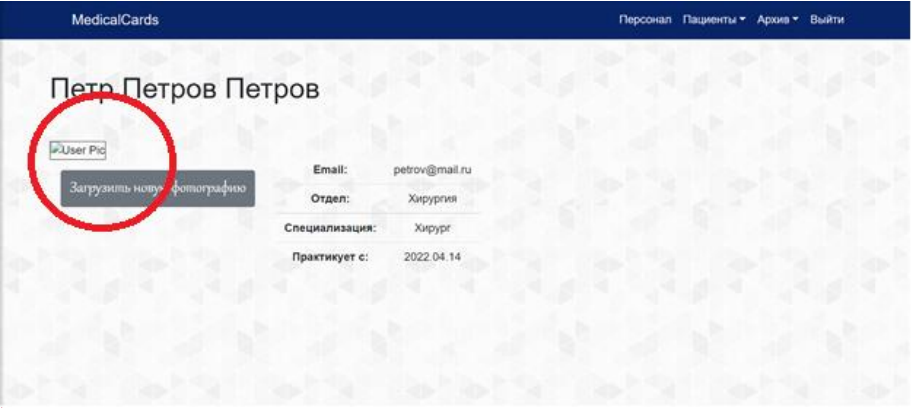 MedicalCards
Персонал Пациенты Архив Выйти
Петр Петров Петров
User Pic
Загрузить новую фотографию
Email: petrov@mail.ru
Отдел: Хирургия
Специализация: Хирург
Практикует с: 2022.04.14